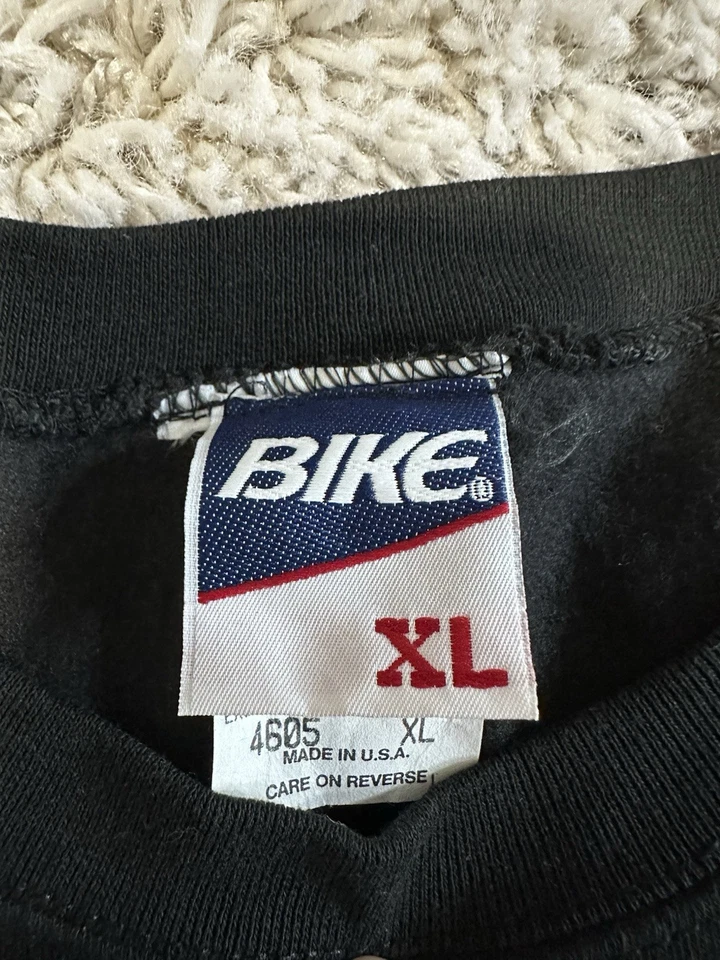 BIKE®
XL
4605 XL
MADE IN U.S.A.
CARE ON REVERSE